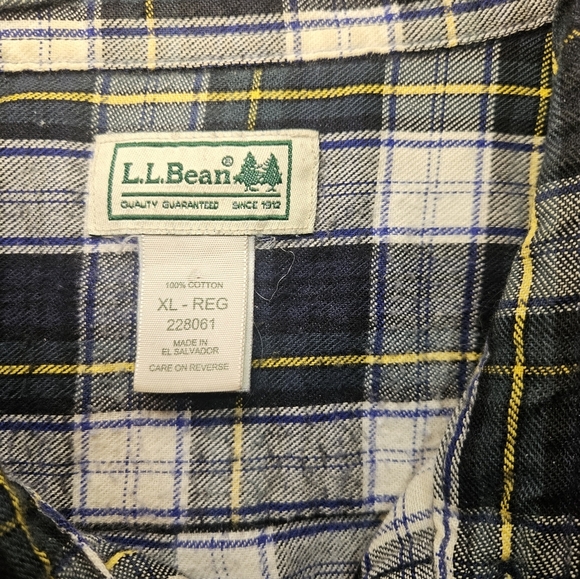 L.L.Bean®
QUALITY GUARANTEED SINCE 1912
100% COTTON
XL - REG
228061
MADE IN
EL SALVADOR
CARE ON REVERSE